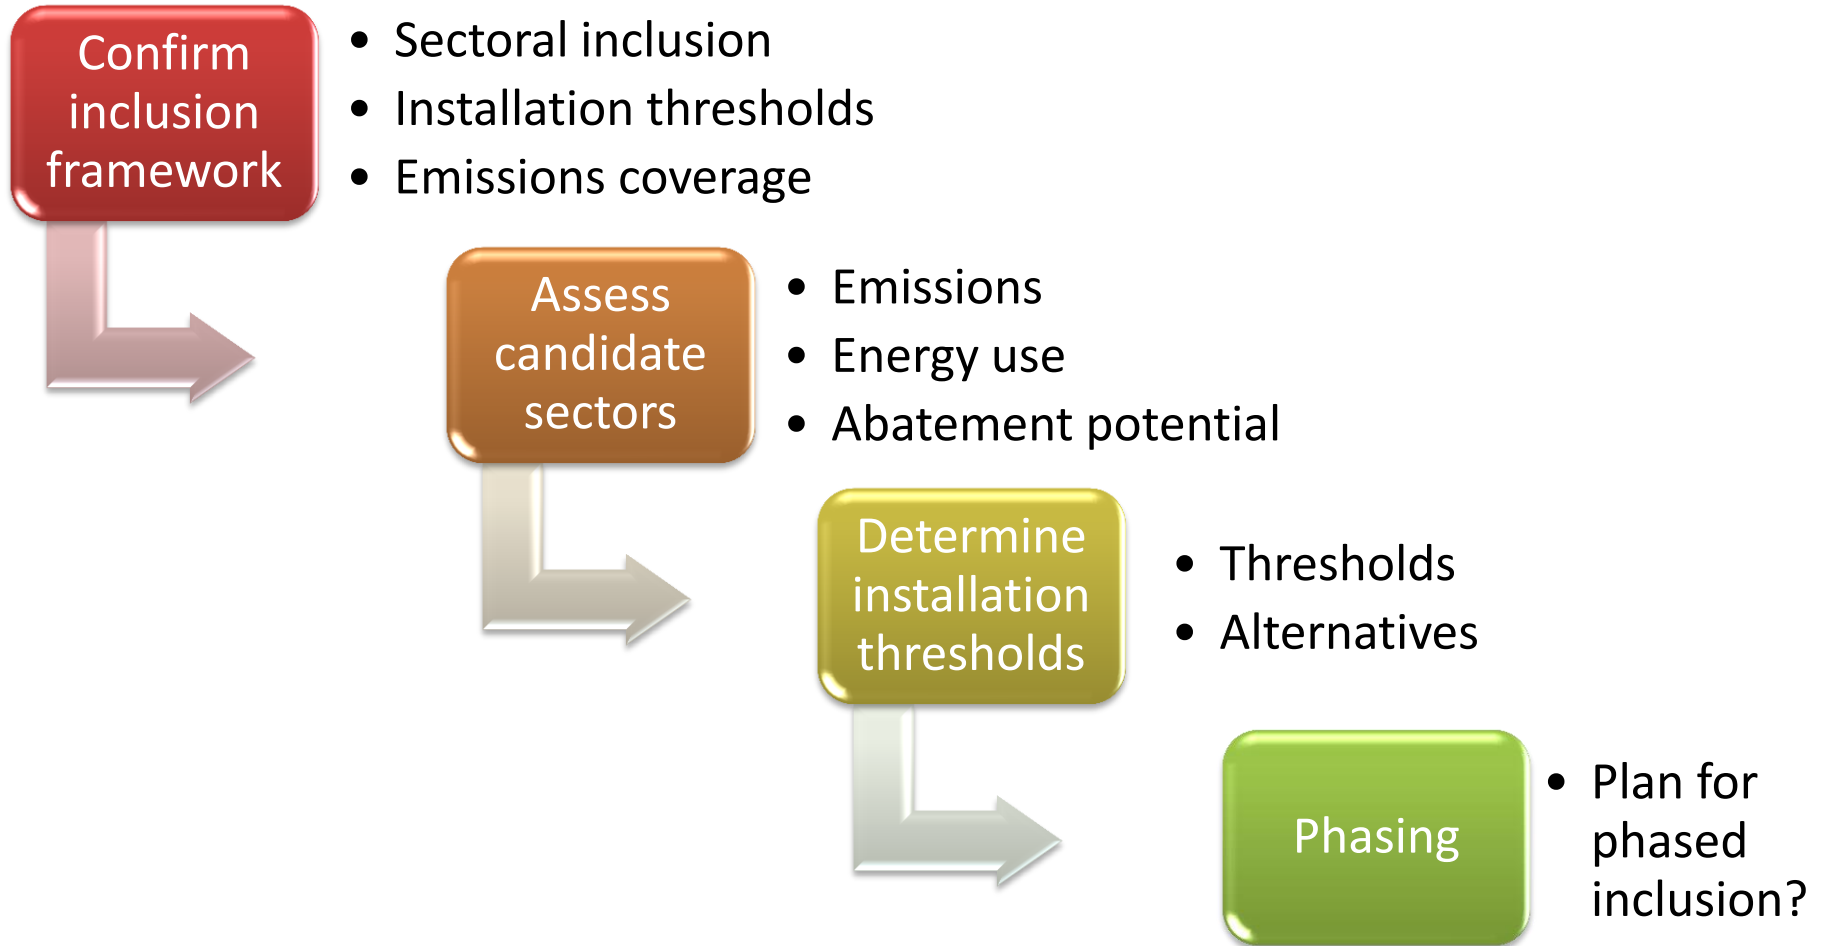 Confirm
inclusion
framework
• Sectoral inclusion
• Installation thresholds
• Emissions coverage
Assess
candidate
sectors
• Emissions
• Energy use
• Abatement potential
Determine
installation
thresholds
• Thresholds
• Alternatives
Phasing
• Plan for
phased
inclusion?